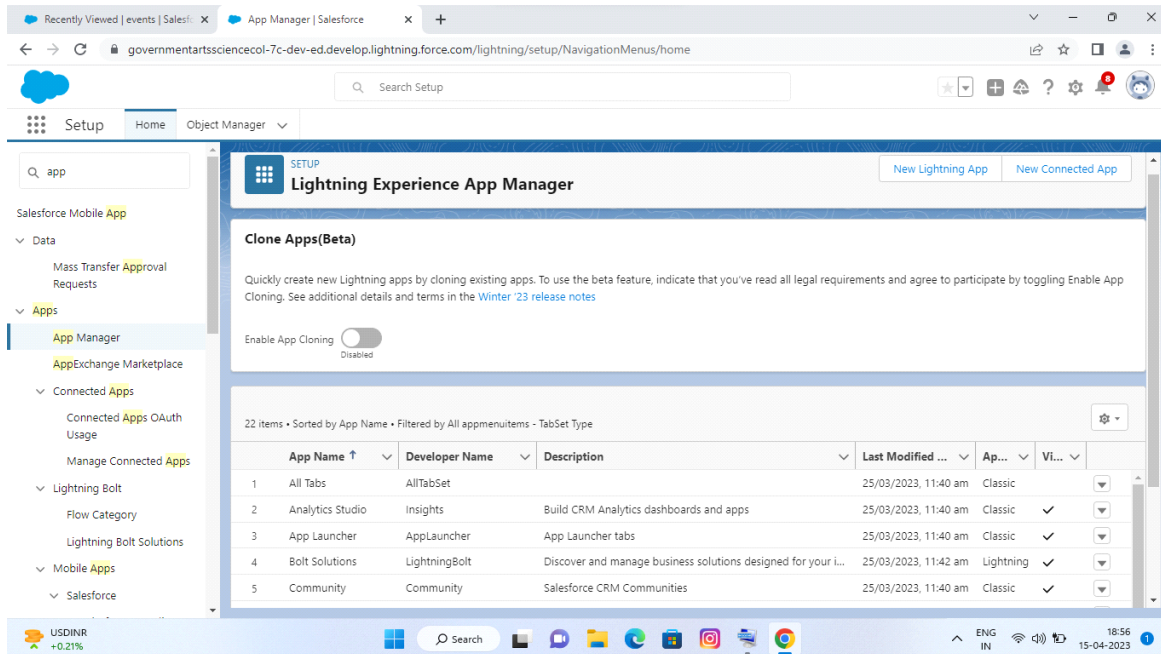 Recently Viewed | events | Salesfo
App Manager | Salesforce
governmentartssciencecol-7c-dev-ed.develop.lightning.force.com/lightning/setup/NavigationMenus/home
Search Setup
8
Setup
Home
Object Manager
app
Salesforce Mobile App
Data
Mass Transfer Approval
Requests
Apps
App Manager
AppExchange Marketplace
Connected Apps
Connected Apps OAuth
Usage
Manage Connected Apps
Lightning Bolt
Flow Category
Lightning Bolt Solutions
Mobile Apps
Salesforce
SETUP
Lightning Experience App Manager
New Lightning App
New Connected App
Clone Apps(Beta)
Quickly create new Lightning apps by cloning existing apps. To use the beta feature, indicate that you've read all legal requirements and agree to participate by toggling Enable App
Cloning. See additional details and terms in the Winter '23 release notes
Enable App Cloning
Disabled
22 items • Sorted by App Name • Filtered by All appmenuitems - TabSet Type
App Name ↑ Developer Name Description Last Modified ... Ap... Vi...
1 All Tabs AllTabSet 25/03/2023, 11:40 am Classic
2 Analytics Studio Insights Build CRM Analytics dashboards and apps 25/03/2023, 11:40 am Classic
3 App Launcher AppLauncher App Launcher tabs 25/03/2023, 11:40 am Classic
4 Bolt Solutions LightningBolt Discover and manage business solutions designed for your i... 25/03/2023, 11:42 am Lightning
5 Community Community Salesforce CRM Communities 25/03/2023, 11:40 am Classic
USDINR
+0.21%
Search
ENG
IN
18:56
15-04-2023
1